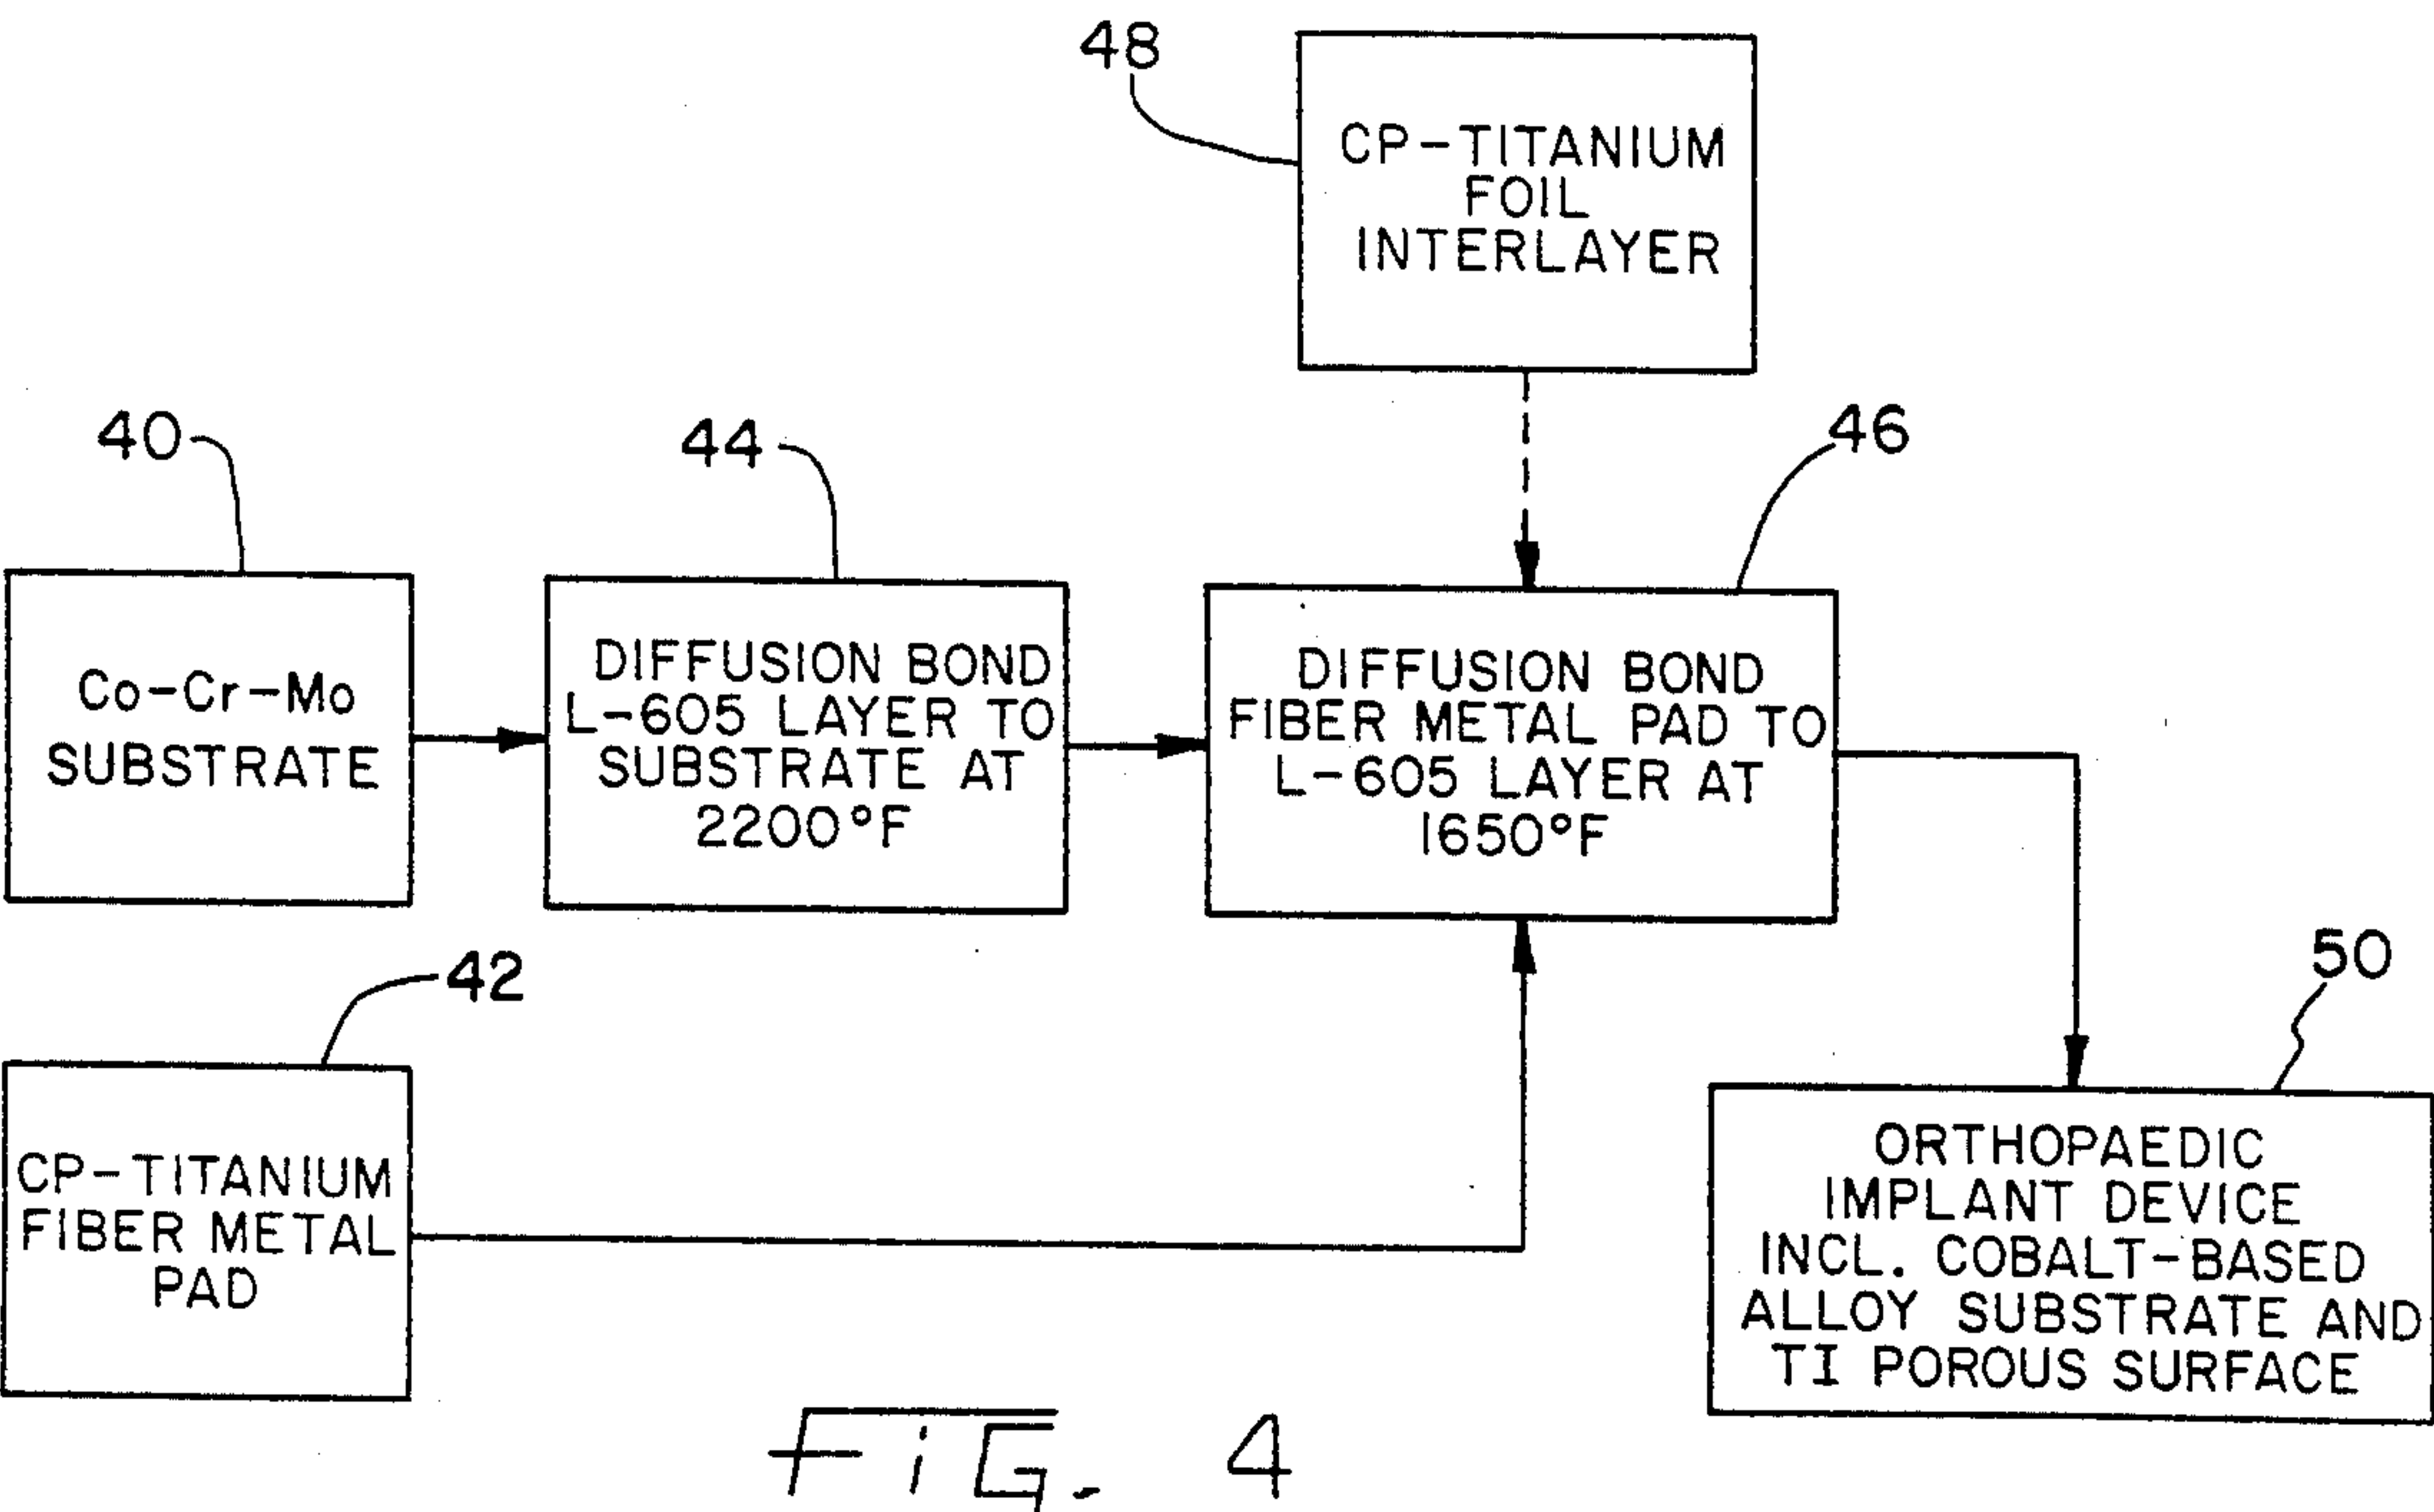 48
CP-TITANIUM
FOIL
INTERLAYER
40
44
46
Co-Cr-Mo
SUBSTRATE
DIFFUSION BOND
L-605 LAYER TO
SUBSTRATE AT
2200°F
DIFFUSION BOND
FIBER METAL PAD TO
L-605 LAYER AT
1650°F
42
50
CP-TITANIUM
FIBER METAL
PAD
ORTHOPAEDIC
IMPLANT DEVICE
INCL. COBALT-BASED
ALLOY SUBSTRATE AND
TI POROUS SURFACE
FiG. 4